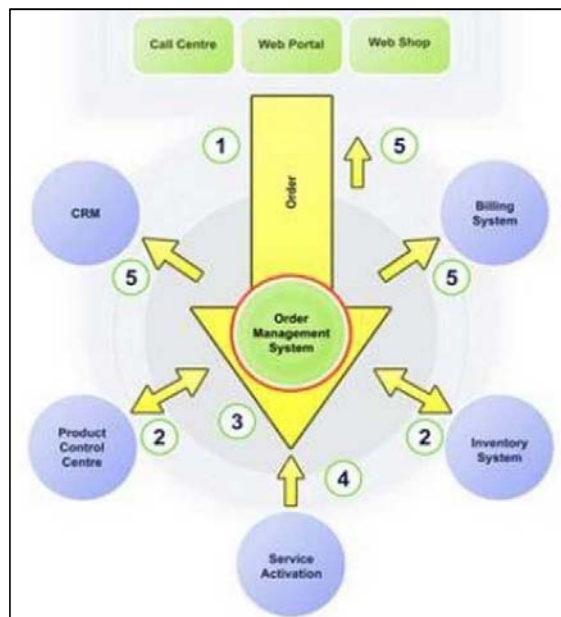 Call Centre
Web Portal
Web Shop
1
5
Order
CRM
Billing
System
5
5
Order
Management
System
Product
Control
Centre
2
3
2
Inventory
System
4
Service
Activation